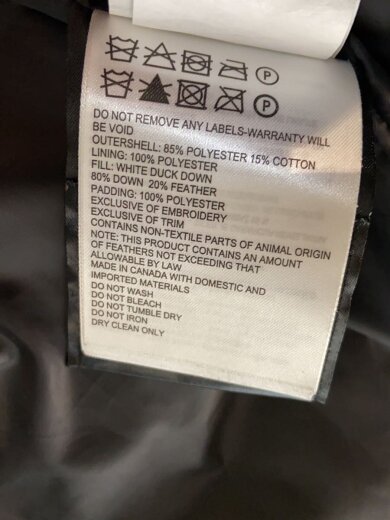 P
P
DO NOT REMOVE ANY LABELS-WARRANTY WILL
BE VOID
OUTERSHELL: 85% POLYESTER 15% COTTON
LINING: 100% POLYESTER
FILL: WHITE DUCK DOWN
80% DOWN 20% FEATHER
PADDING: 100% POLYESTER
EXCLUSIVE OF EMBROIDERY
EXCLUSIVE OF TRIM
CONTAINS NON-TEXTILE PARTS OF ANIMAL ORIGIN
NOTE: THIS PRODUCT CONTAINS AN AMOUNT
OF FEATHERS NOT EXCEEDING THAT
ALLOWABLE BY LAW
MADE IN CANADA WITH DOMESTIC AND
IMPORTED MATERIALS
DO NOT WASH
DO NOT BLEACH
DO NOT TUMBLE DRY
DO NOT IRON
DRY CLEAN ONLY